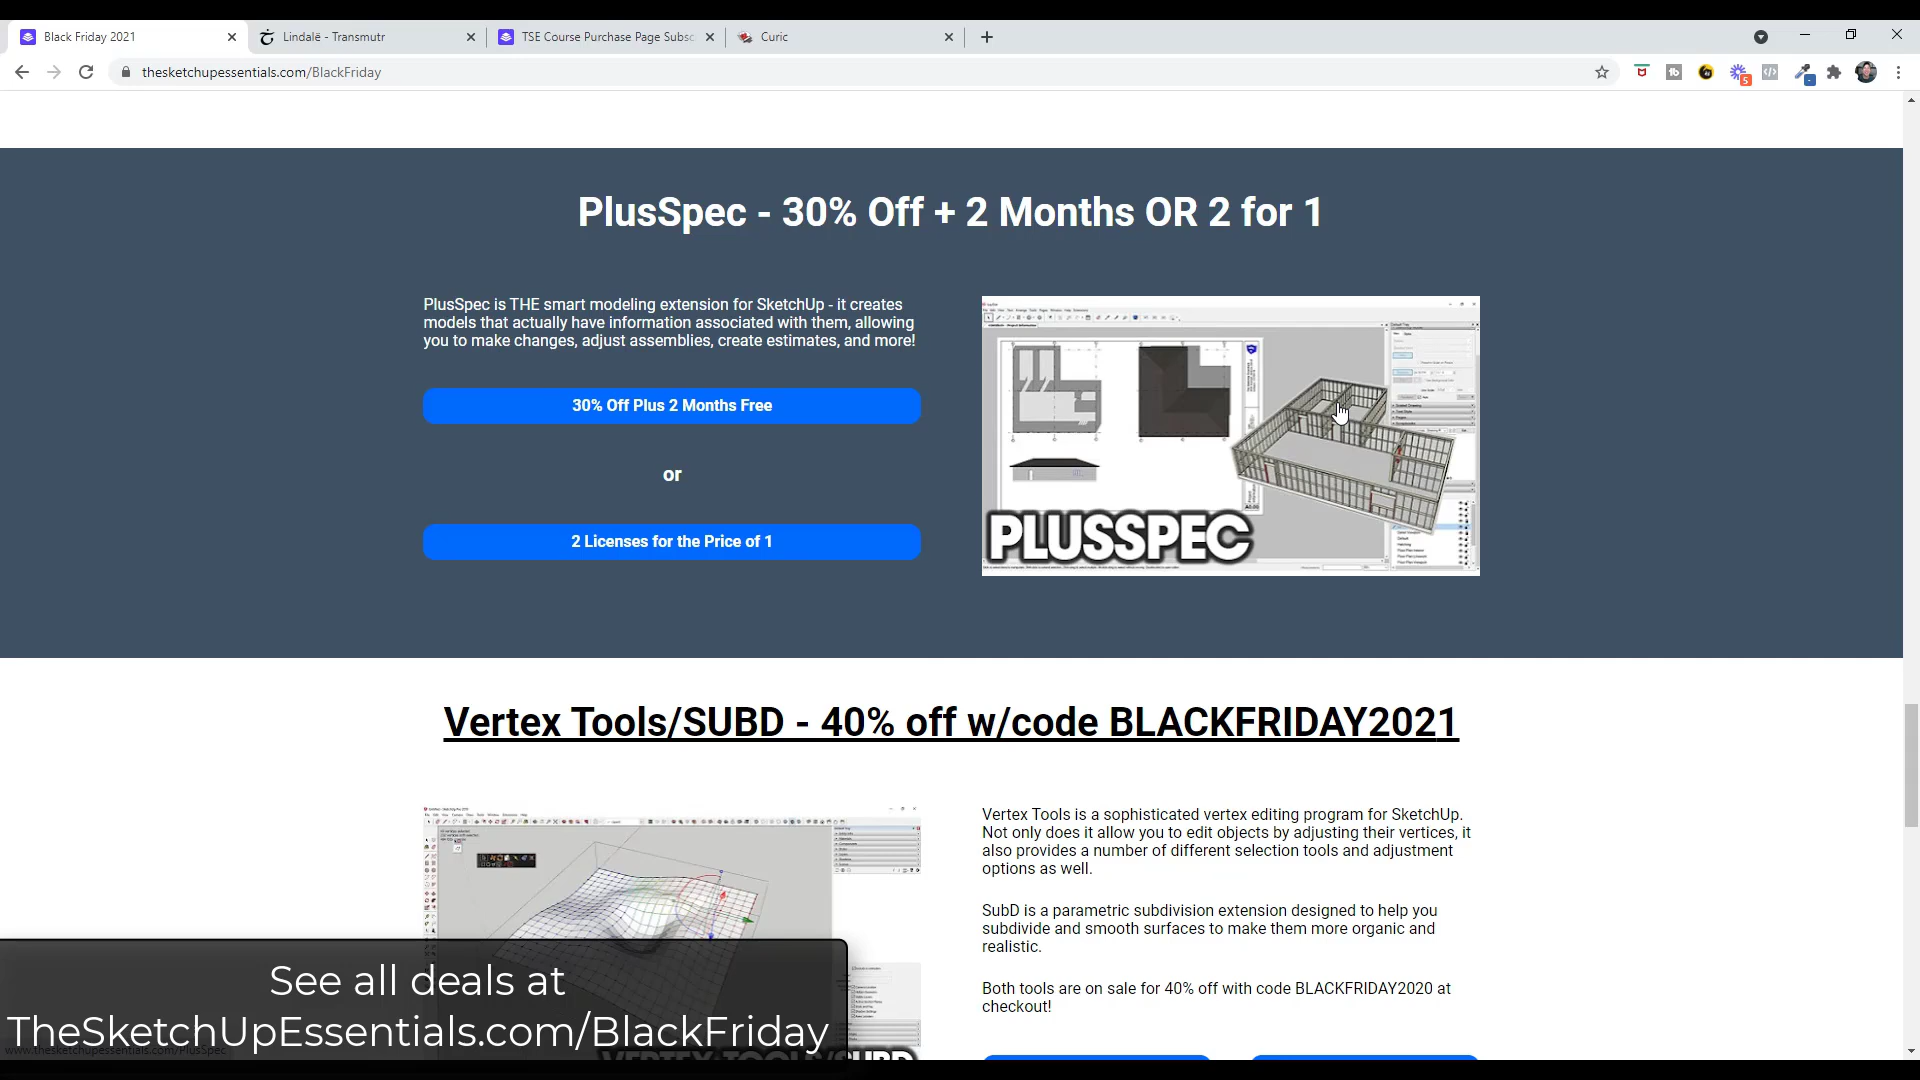 Black Friday 2021
Lindalë - Transmutr
TSE Course Purchase Page Subsc
Curic
thesketchupessentials.com/BlackFriday
PlusSpec - 30% Off + 2 Months OR 2 for 1
PlusSpec is THE smart modeling extension for SketchUp - it creates
models that actually have information associated with them, allowing
you to make changes, adjust assemblies, create estimates, and more!
30% Off Plus 2 Months Free
or
2 Licenses for the Price of 1
PLUSSPEC
Vertex Tools/SUBD - 40% off w/code BLACKFRIDAY2021
Vertex Tools is a sophisticated vertex editing program for SketchUp.
Not only does it allow you to edit objects by adjusting their vertices, it
also provides a number of different selection tools and adjustment
options as well.
SubD is a parametric subdivision extension designed to help you
subdivide and smooth surfaces to make them more organic and
realistic.
Both tools are on sale for 40% off with code BLACKFRIDAY2020 at
checkout!
See all deals at
TheSketchUpEssentials.com/BlackFriday
www.thesketchupessentials.com/PlusSpec
VERTEX TOOLS/SUBD